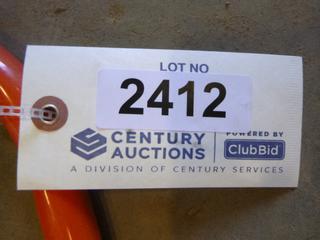 LOT NO
2412
CENTURY
AUCTIONS
POWERED BY
ClubBid
A DIVISION OF CENTURY SERVICES